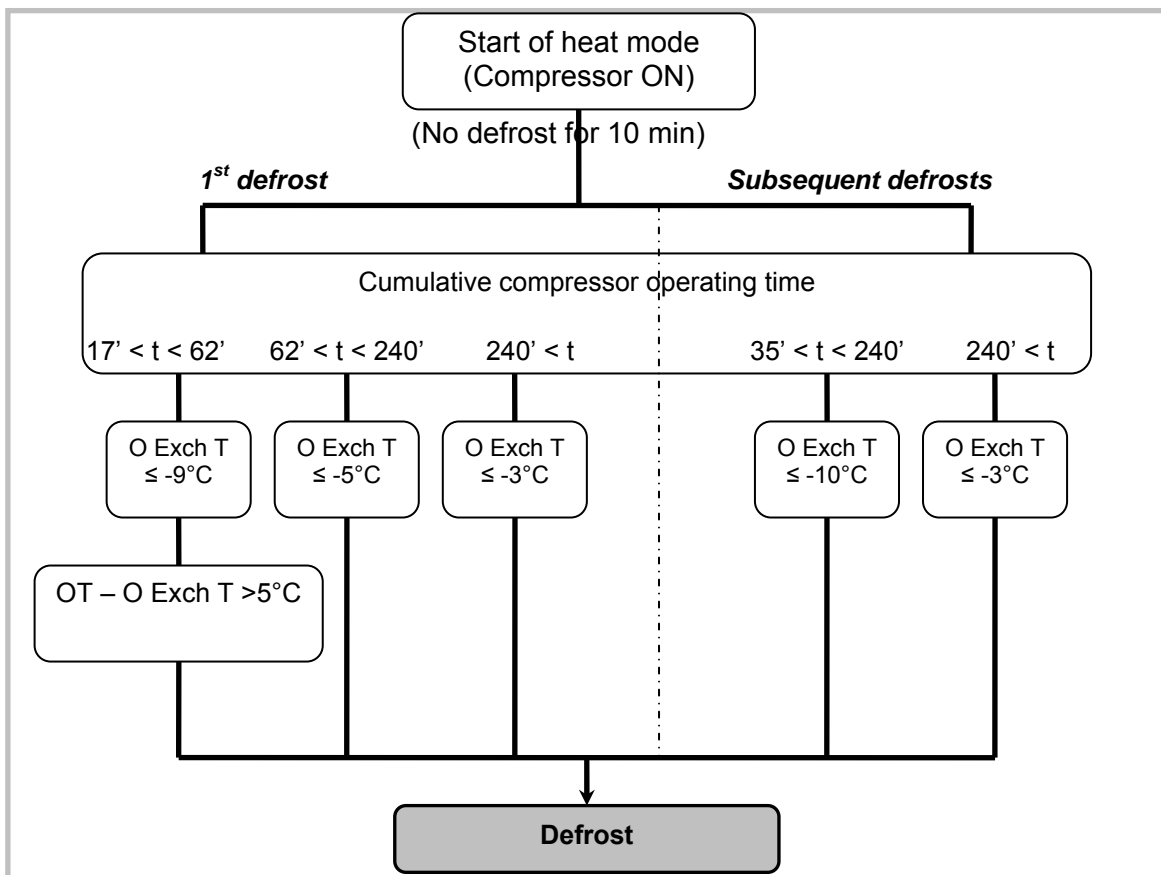 Start of heat mode
(Compressor ON)
(No defrost for 10 min)
1st defrost
Subsequent defrosts
Cumulative compressor operating time
17’ < t < 62’
62’ < t < 240’
240’ < t
35’ < t < 240’
240’ < t
O Exch T
≤ -9°C
O Exch T
≤ -5°C
O Exch T
≤ -3°C
O Exch T
≤ -10°C
O Exch T
≤ -3°C
OT – O Exch T >5°C
Defrost